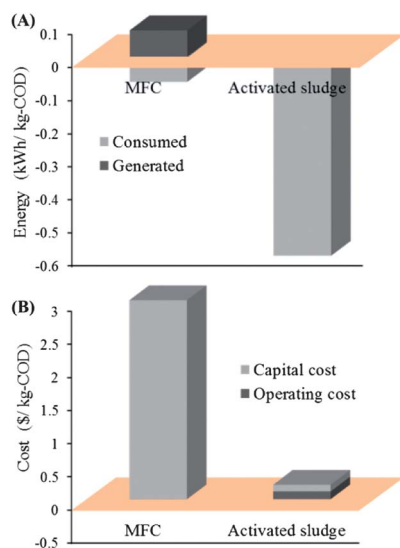 (A)
0.1
0
-0.1
-0.2
-0.3
-0.4
-0.5
-0.6
Energy (kWh/ kg-COD)
MFC
Activated sludge
Consumed
Generated
(B)
3
2.5
2
1.5
1
0.5
0
-0.5
Cost ($/ kg-COD)
Capital cost
Operating cost
MFC
Activated sludge